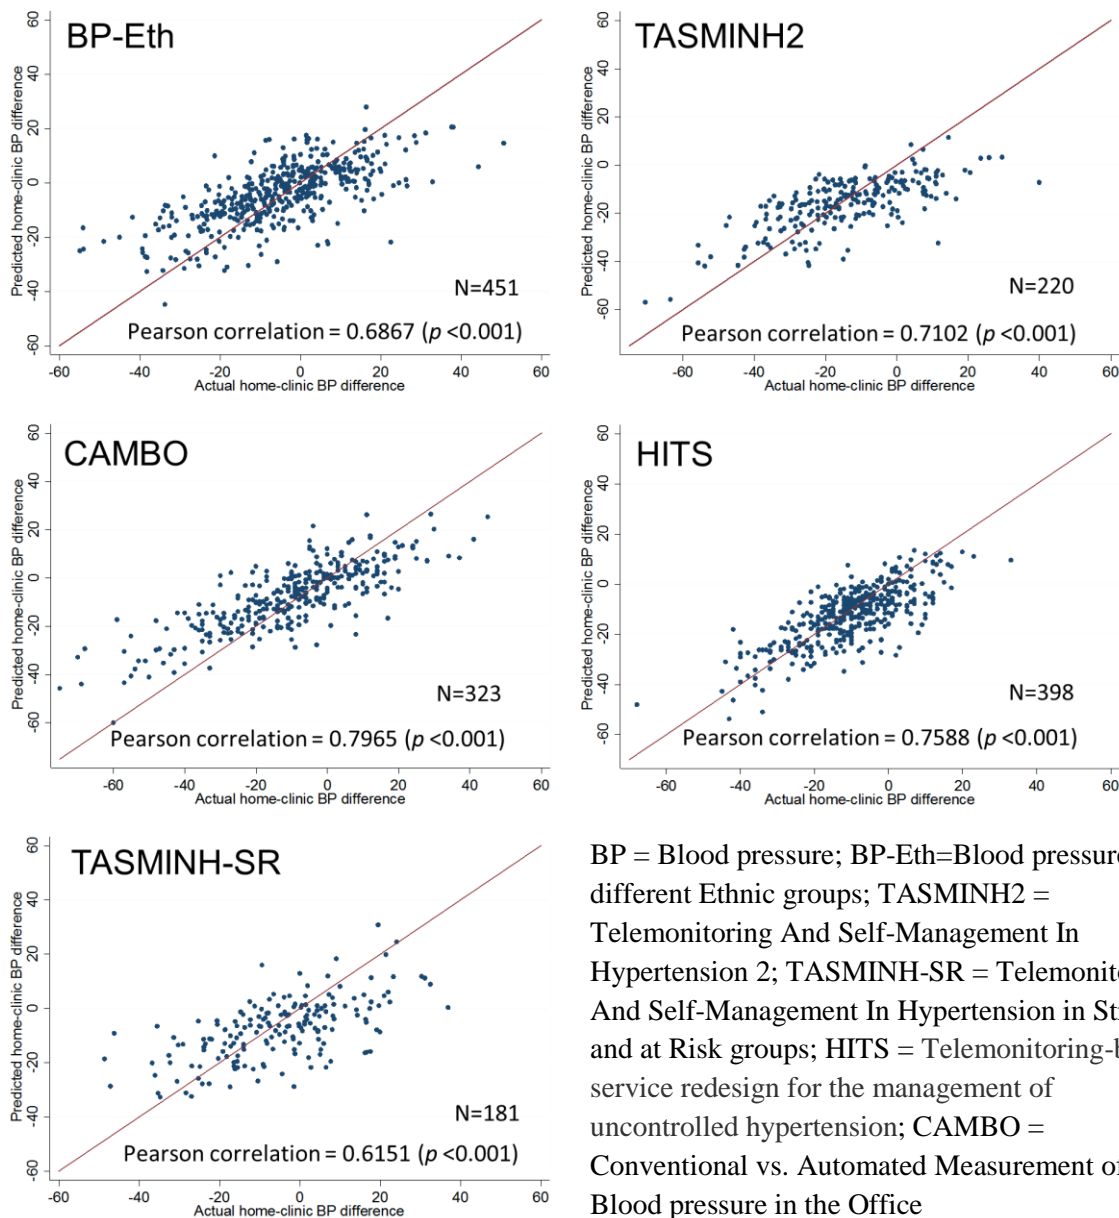 BP-Eth
Predicted home-clinic BP difference
60
40
20
0
-20
-40
-60
N=451
Pearson correlation = 0.6867 (p <0.001)
-60 -40 -20 0 20 40 60
Actual home-clinic BP difference
TASMINH2
Predicted home-clinic BP difference
60
40
20
0
-20
-40
-60
N=220
Pearson correlation = 0.7102 (p <0.001)
-60 -40 -20 0 20 40 60
Actual home-clinic BP difference
CAMBO
Predicted home-clinic BP difference
60
40
20
0
-20
-40
-60
N=323
Pearson correlation = 0.7965 (p <0.001)
-60 -40 -20 0 20 40 60
Actual home-clinic BP difference
HITS
Predicted home-clinic BP difference
60
40
20
0
-20
-40
-60
N=398
Pearson correlation = 0.7588 (p <0.001)
-60 -40 -20 0 20 40 60
Actual home-clinic BP difference
TASMINH-SR
Predicted home-clinic BP difference
60
40
20
0
-20
-40
-60
N=181
Pearson correlation = 0.6151 (p <0.001)
-60 -40 -20 0 20 40 60
Actual home-clinic BP difference
BP = Blood pressure; BP-Eth=Blood pressure
different Ethnic groups; TASMINH2 =
Telemonitoring And Self-Management In
Hypertension 2; TASMINH-SR = Telemonit
And Self-Management In Hypertension in St
and at Risk groups; HITS = Telemonitoring-b
service redesign for the management of
uncontrolled hypertension; CAMBO =
Conventional vs. Automated Measurement of
Blood pressure in the Office